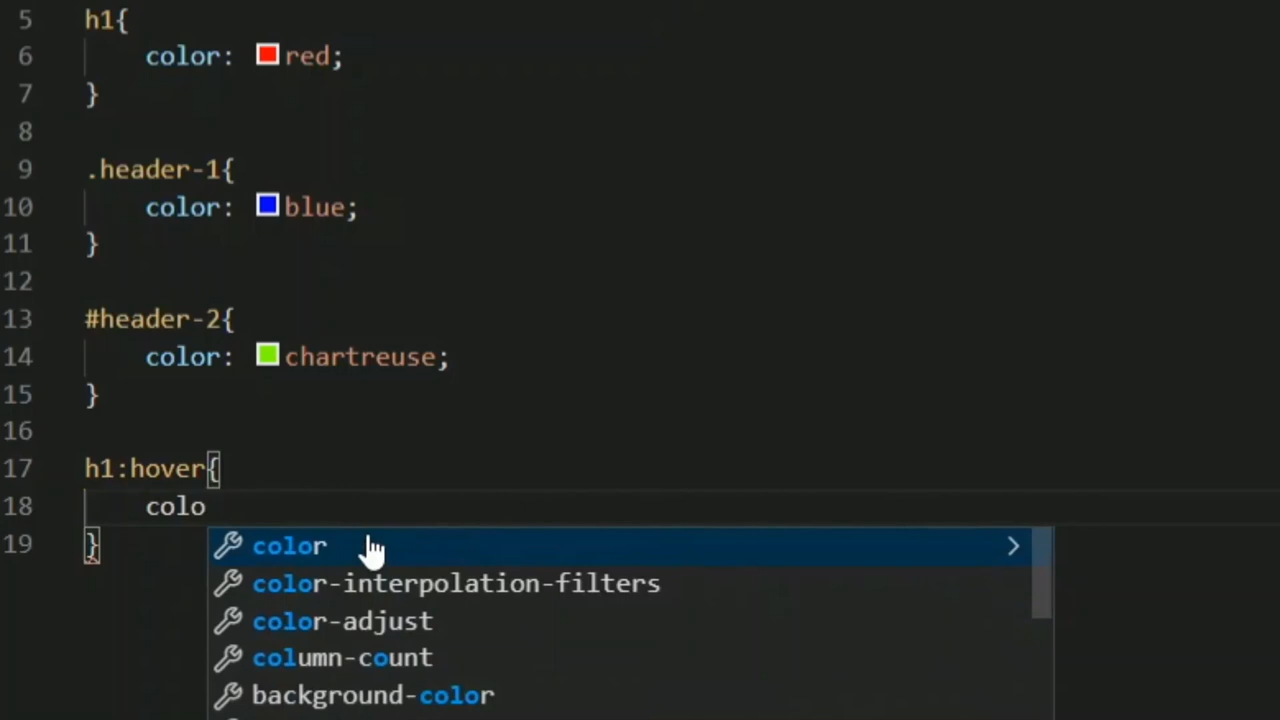 5 h1{
6 color: red;
7 }
8
9 .header-1{
10 color: blue;
11 }
12
13 #header-2{
14 color: chartreuse;
15 }
16
17 h1:hover{
18 colo
19 }
color
color-interpolation-filters
color-adjust
column-count
background-color